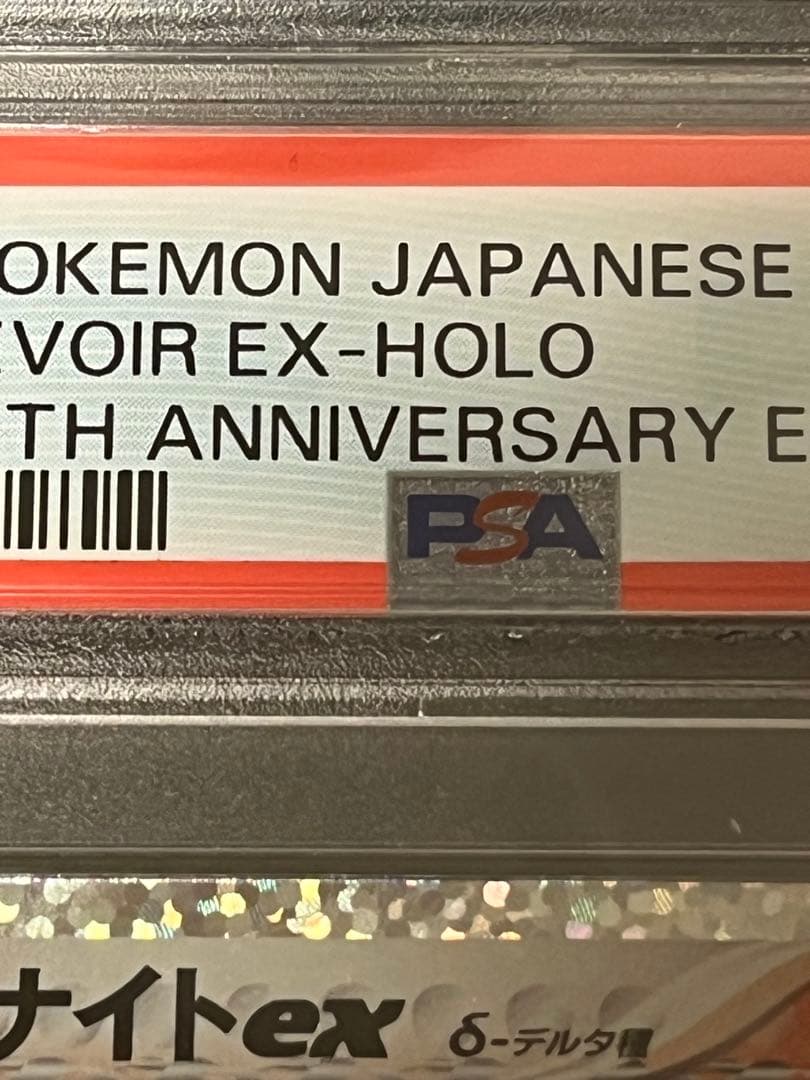 OKEMON JAPANESE
EVOIR EX-HOLO
TH ANNIVERSARY E
PSA
ナイトex δ-デルタ種